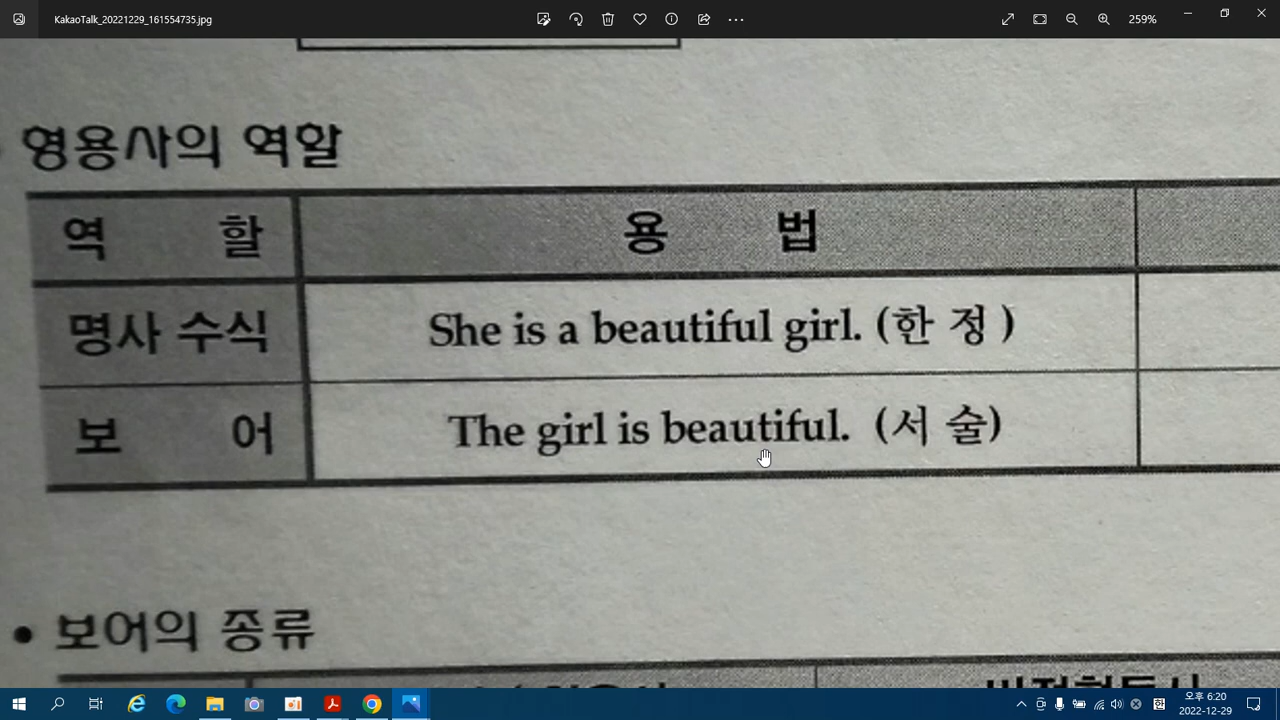 KakaoTalk_20221229_161554735.jpg
259%
영용사의 역할
역 할 용 법
명사 수식 She is a beautiful girl. (한 정 )
보 어 The girl is beautiful. (서 술)
• 보어의 종류
한
오후 6:20
2022-12-29